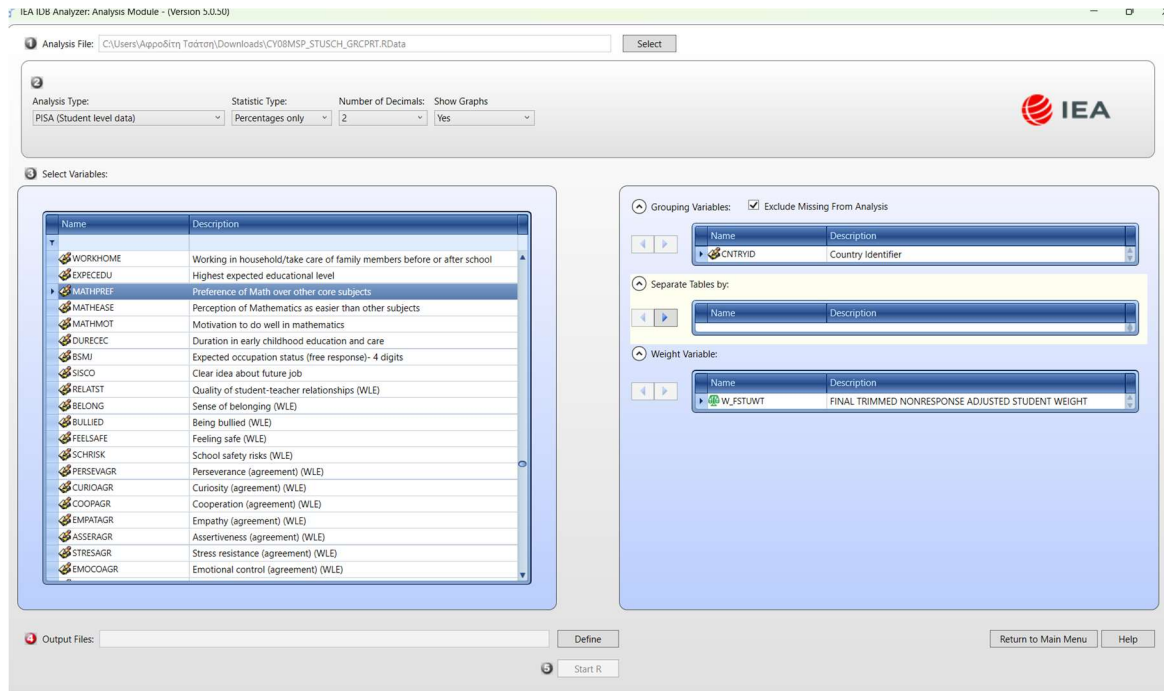 IEA IDB Analyzer: Analysis Module - (Version 5.0.50)
1 Analysis File: C:\Users\Αφροδίτη Τσάτση\Downloads\CY08MSP_STUSCH_GRCPRT.RData Select
2
Analysis Type: Statistic Type: Number of Decimals: Show Graphs
PISA (Student level data) Percentages only 2 Yes
IEA
3 Select Variables:
Name Description
WORKHOME Working in household/take care of family members before or after school
EXPECEDU Highest expected educational level
MATHPREF Preference of Math over other core subjects
MATHEASE Perception of Mathematics as easier than other subjects
MATHMOT Motivation to do well in mathematics
DURECEC Duration in early childhood education and care
BSMJ Expected occupation status (free response)- 4 digits
SISCO Clear idea about future job
RELATST Quality of student-teacher relationships (WLE)
BELONG Sense of belonging (WLE)
BULLIED Being bullied (WLE)
FEELSAFE Feeling safe (WLE)
SCHRISK School safety risks (WLE)
PERSEVAGR Perseverance (agreement) (WLE)
CURIOAGR Curiosity (agreement) (WLE)
COOPAGR Cooperation (agreement) (WLE)
EMPATAGR Empathy (agreement) (WLE)
ASSERAGR Assertiveness (agreement) (WLE)
STRESAGR Stress resistance (agreement) (WLE)
EMOCOAGR Emotional control (agreement) (WLE)
Grouping Variables: Exclude Missing From Analysis
Name Description
CNTRYID Country Identifier
Separate Tables by:
Name Description
Weight Variable:
Name Description
W_FSTUWT FINAL TRIMMED NONRESPONSE ADJUSTED STUDENT WEIGHT
4 Output Files: Define Return to Main Menu Help
5 Start R